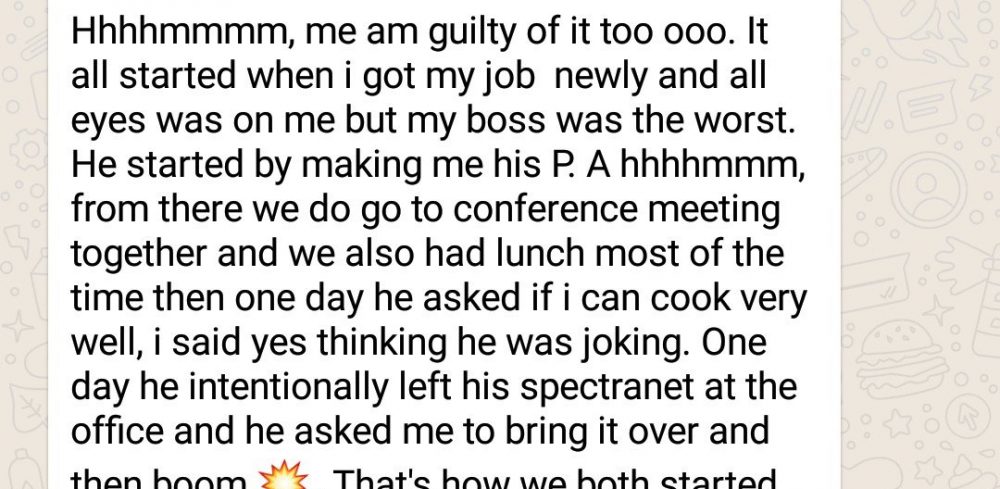 Hhhhmmmm, me am guilty of it too ooo. It
all started when i got my job  newly and all
eyes was on me but my boss was the worst.
He started by making me his P. A hhhhmmm,
from there we do go to conference meeting
together and we also had lunch most of the
time then one day he asked if i can cook very
well, i said yes thinking he was joking. One
day he intentionally left his spectranet at the
office and he asked me to bring it over and
then boom 💥. That's how we both started